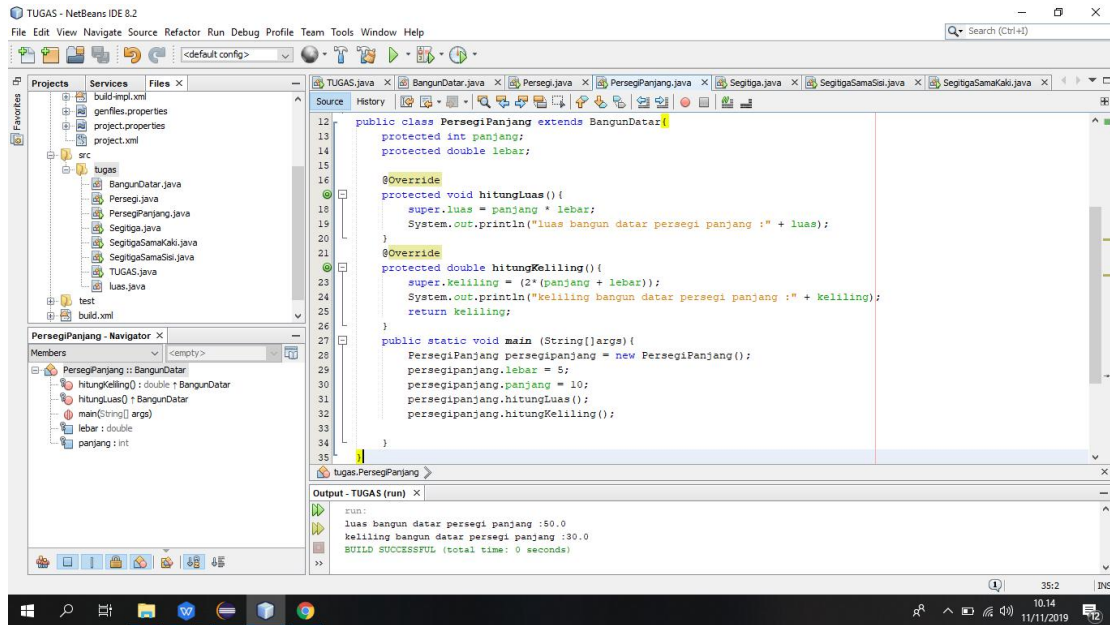 TUGAS - NetBeans IDE 8.2
File Edit View Navigate Source Refactor Run Debug Profile Team Tools Window Help
Search (Ctrl+I)
<default config>
Favorites
Projects Services Files
build-impl.xml
genfiles.properties
project.properties
project.xml
src
tugas
BangunDatar.java
Persegi.java
PersegiPanjang.java
Segitiga.java
SegitigaSamaKaki.java
SegitigaSamaSisi.java
TUGAS.java
luas.java
test
build.xml
PersegiPanjang - Navigator
Members <empty>
PersegiPanjang :: BangunDatar
hitungKeliling() : double ↑ BangunDatar
hitungLuas() ↑ BangunDatar
main(String[] args)
lebar : double
panjang : int
TUGAS.java BangunDatar.java Persegi.java PersegiPanjang.java Segitiga.java SegitigaSamaSisi.java SegitigaSamaKaki.java
Source History
12 public class PersegiPanjang extends BangunDatar{
13 protected int panjang;
14 protected double lebar;
15
16 @Override
protected void hitungLuas(){
18 super.luas = panjang * lebar;
19 System.out.println("luas bangun datar persegi panjang :" + luas);
20 }
21 @Override
protected double hitungKeliling(){
23 super.keliling = (2*(panjang + lebar));
24 System.out.println("keliling bangun datar persegi panjang :" + keliling);
25 return keliling;
26 }
27 public static void main (String[]args){
28 PersegiPanjang persegipanjang = new PersegiPanjang();
29 persegipanjang.lebar = 5;
30 persegipanjang.panjang = 10;
31 persegipanjang.hitungLuas();
32 persegipanjang.hitungKeliling();
33
34 }
35 }
tugas.PersegiPanjang
Output - TUGAS (run)
run:
luas bangun datar persegi panjang :50.0
keliling bangun datar persegi panjang :30.0
BUILD SUCCESSFUL (total time: 0 seconds)
1 35:2 INS
10.14
11/11/2019
12